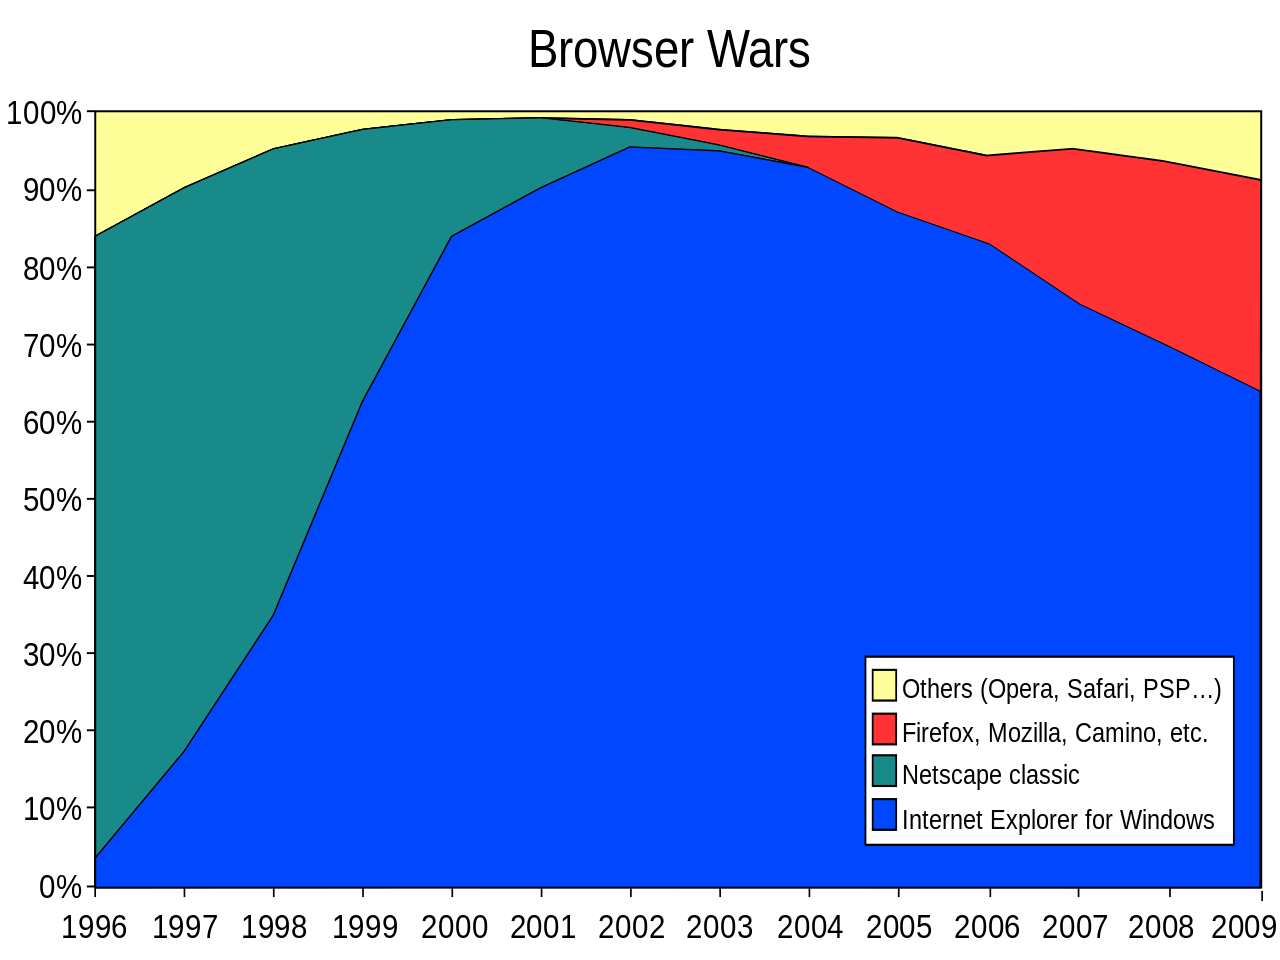 Browser Wars
100%
90%
80%
70%
60%
50%
40%
30%
20%
10%
0%
Others (Opera, Safari, PSP…)
Firefox, Mozilla, Camino, etc.
Netscape classic
Internet Explorer for Windows
1996 1997 1998 1999 2000 2001 2002 2003 2004 2005 2006 2007 2008 2009